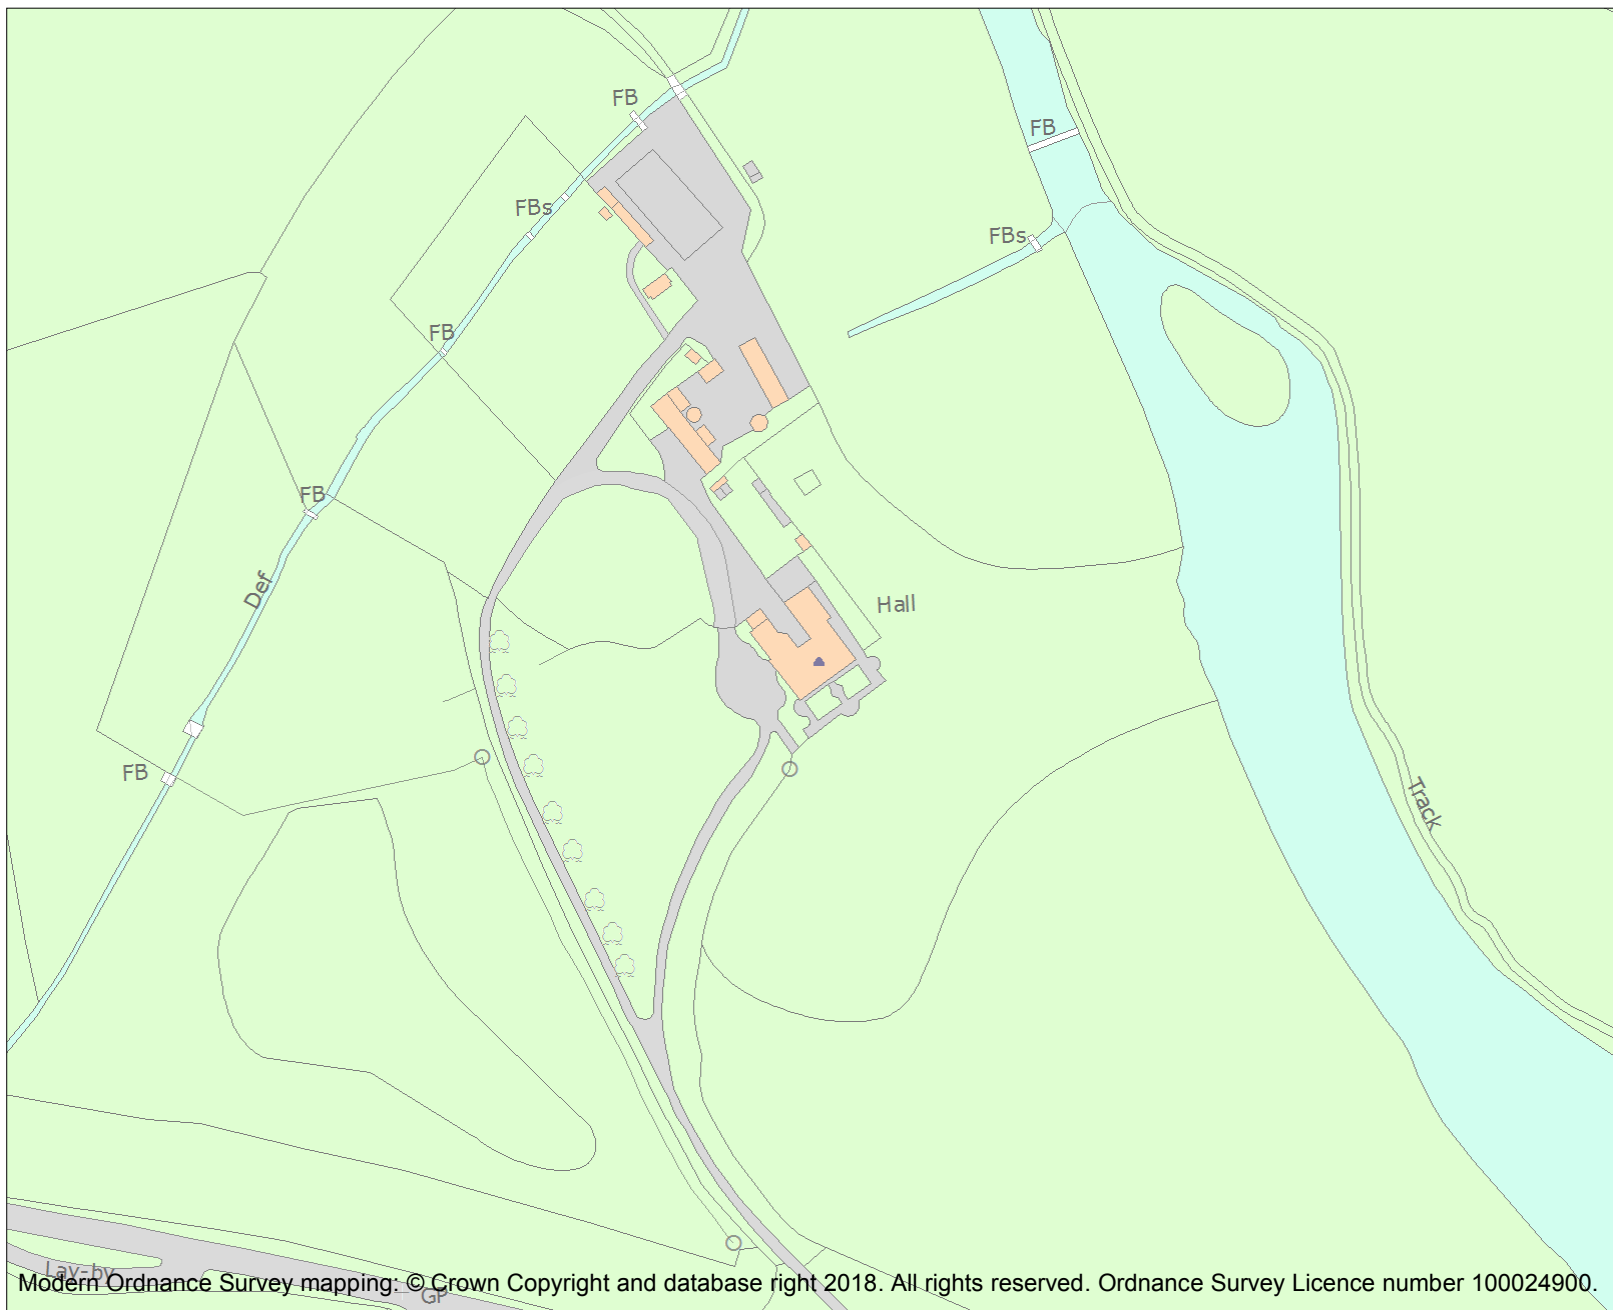 FB
FB
FBs
FBs
FB
FB
Def
Hall
FB
Track
Lay-by
GP
Modern Ordnance Survey mapping: © Crown Copyright and database right 2018. All rights reserved. Ordnance Survey Licence number 100024900.